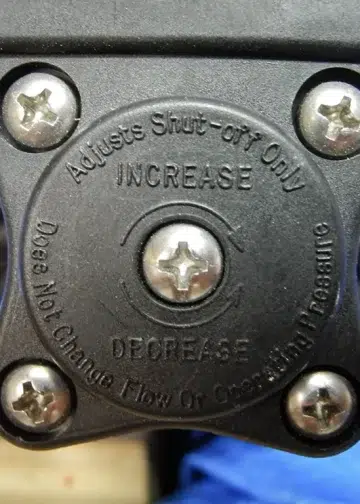 Adjusts Shut-off Only
INCREASE
DECREASE
Does Not Change Flow Or Operating Pressure